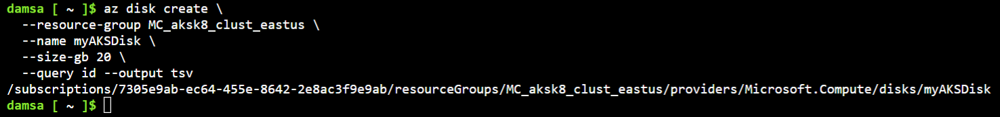 damsa [ ~ ]$ az disk create \
--resource-group MC_aksk8_clust_eastus \
--name myAKSDisk \
--size-gb 20 \
--query id --output tsv
/subscriptions/7305e9ab-ec64-455e-8642-2e8ac3f9e9ab/resourceGroups/MC_aksk8_clust_eastus/providers/Microsoft.Compute/disks/myAKSDisk
damsa [ ~ ]$